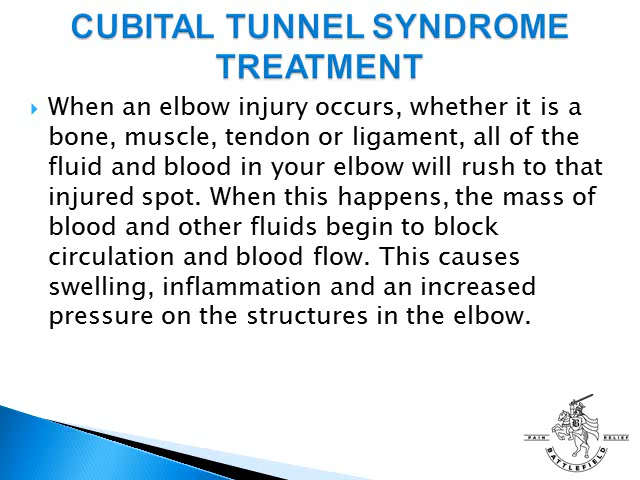 CUBITAL TUNNEL SYNDROME
TREATMENT
When an elbow injury occurs, whether it is a
bone, muscle, tendon or ligament, all of the
fluid and blood in your elbow will rush to that
injured spot. When this happens, the mass of
blood and other fluids begin to block
circulation and blood flow. This causes
swelling, inflammation and an increased
pressure on the structures in the elbow.
B
PAIN RELIEF
BATTLEFIELD